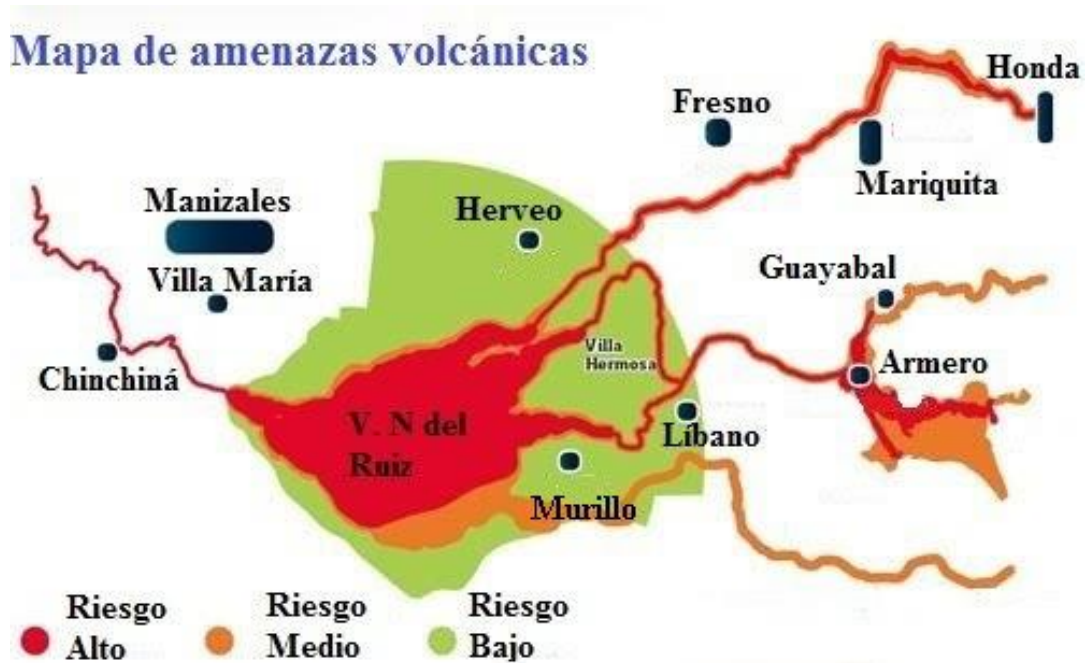 Mapa de amenazas volcánicas
Honda
Fresno
Mariquita
Manizales
Herveo
Villa María
Guayabal
Chinchiná
Villa
Hermosa
Armero
V. N del
Ruiz
Líbano
Murillo
Riesgo
Alto
Riesgo
Medio
Riesgo
Bajo